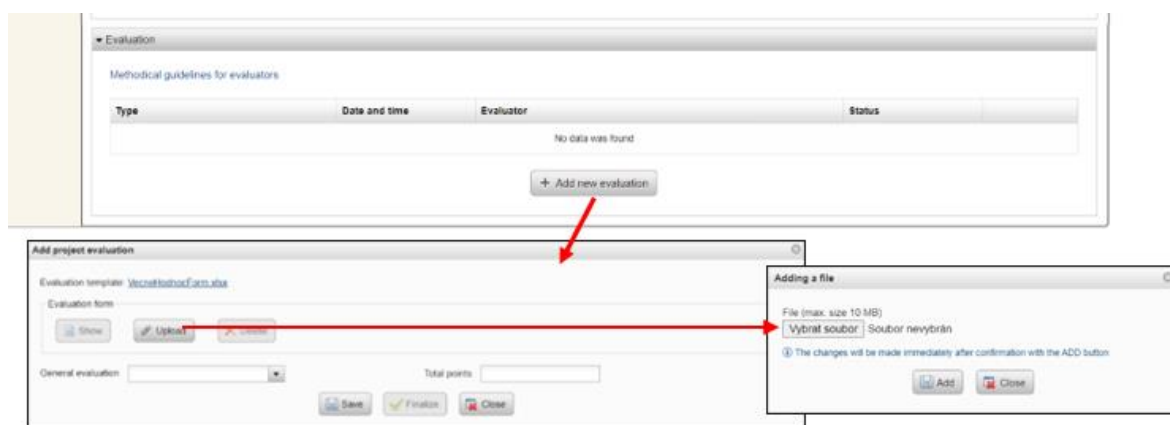 Evaluation
Methodical guidelines for evaluators
Type Date and time Evaluator Status
No data was found
+ Add new evaluation
Add project evaluation
Evaluation template: VecneHodnocForm.xlsx
Evaluation form
Show Upload Delete
General evaluation Total points
Save Finalize Close
Adding a file
File (max. size 10 MB)
Vybrat soubor Soubor nevybrán
The changes will be made immediately after confirmation with the ADD button
Add Close